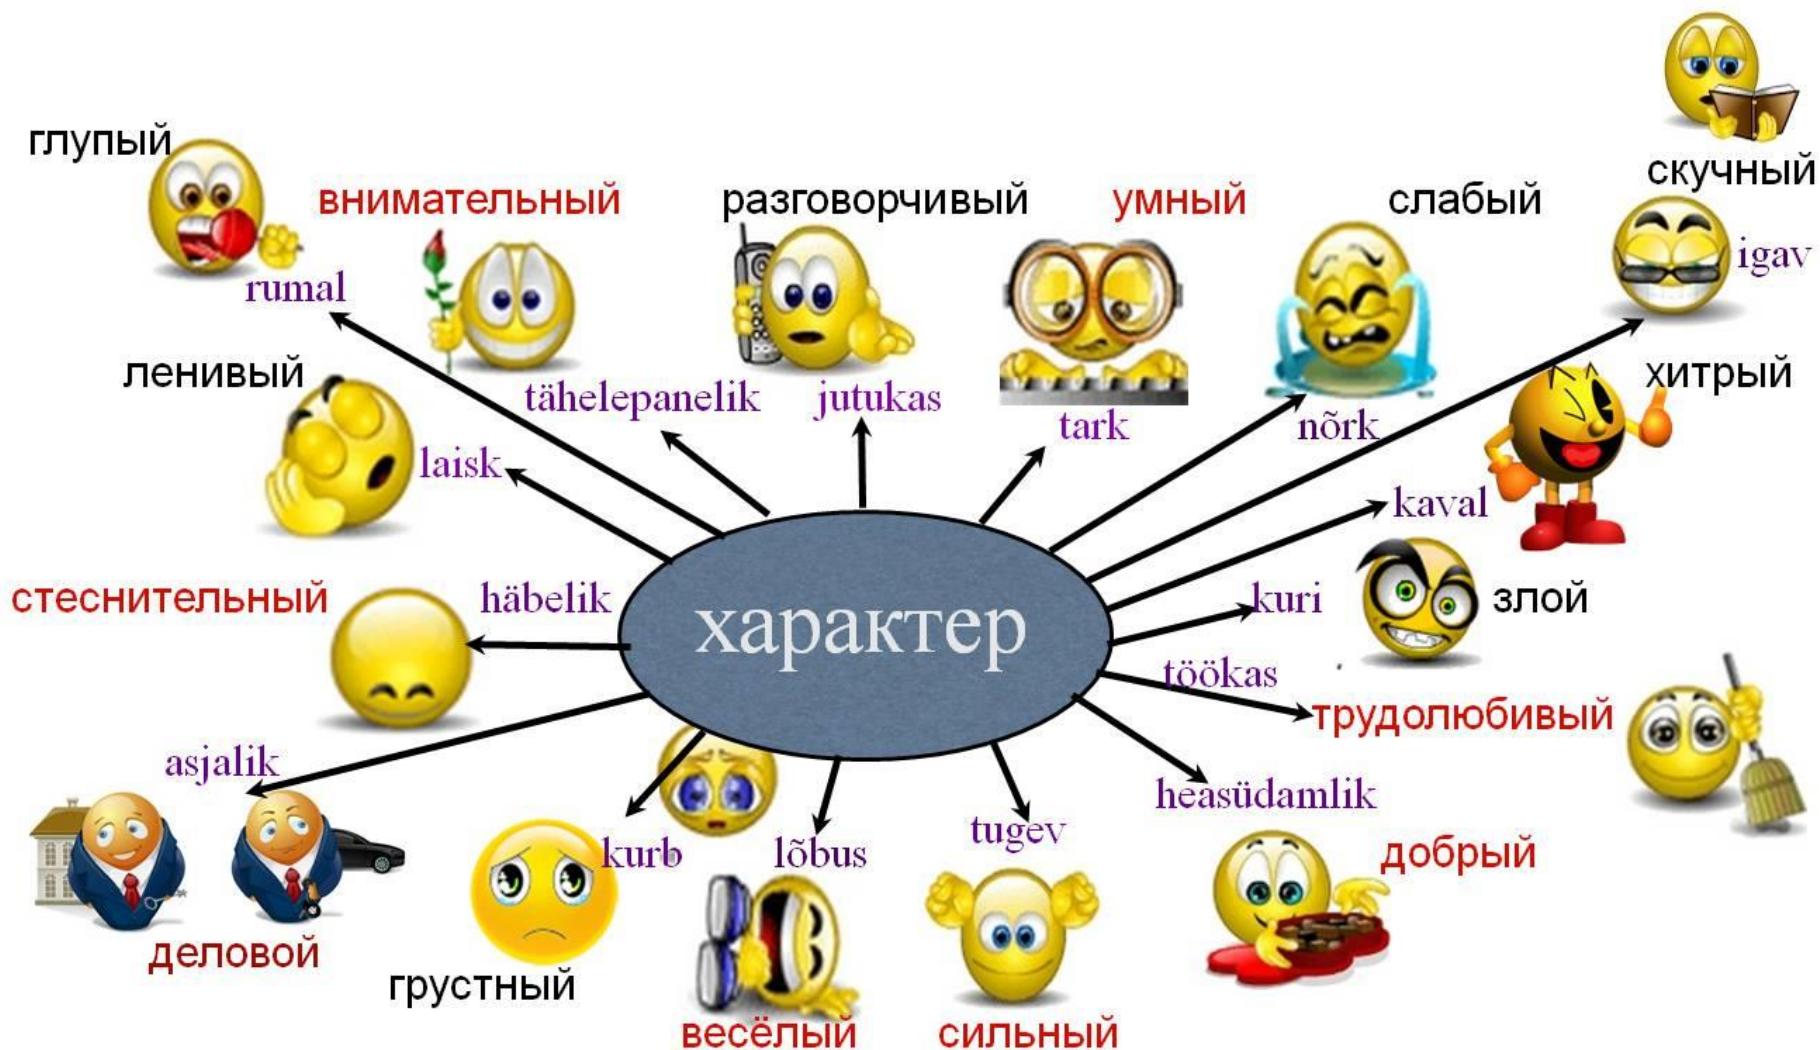 скучный
глупый
внимательный
разговорчивый
умный
слабый
igav
rumal
ленивый
хитрый
tähelepanelik
jutukas
tark
nõrk
laisk
kaval
стеснительный
häbelik
характер
kuri
злой
töökas
трудолюбивый
asjalik
heasüdamlik
kurb
lõbus
tugev
добрый
деловой
грустный
весёлый
сильный